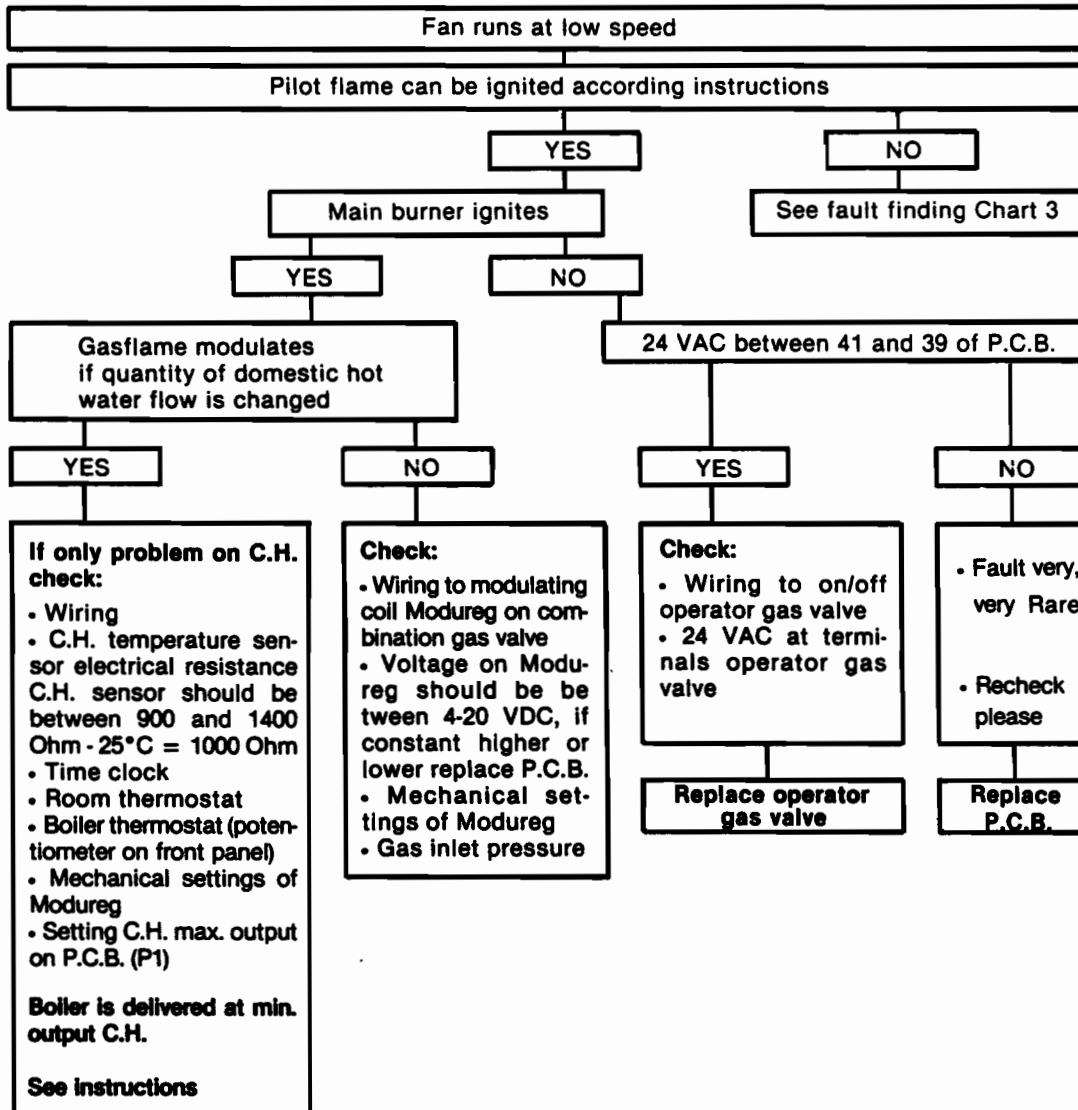 Fan runs at low speed
Pilot flame can be ignited according instructions
YES
NO
Main burner ignites
See fault finding Chart 3
YES
NO
Gasflame modulates
if quantity of domestic hot
water flow is changed
24 VAC between 41 and 39 of P.C.B.
YES
NO
YES
NO
If only problem on C.H.
check:
• Wiring
• C.H. temperature sen-
sor electrical resistance
C.H. sensor should be
between 900 and 1400
Ohm - 25°C = 1000 Ohm
• Time clock
• Room thermostat
• Boiler thermostat (poten-
tiometer on front panel)
• Mechanical settings of
Modureg
• Setting C.H. max. output
on P.C.B. (P1)
Boiler is delivered at min.
output C.H.
See instructions
Check:
• Wiring to modulating
coil Modureg on com-
bination gas valve
• Voltage on Modu-
reg should be be
tween 4-20 VDC, if
constant higher or
lower replace P.C.B.
• Mechanical set-
tings of Modureg
• Gas inlet pressure
Check:
• Wiring to on/off
operator gas valve
• 24 VAC at termi-
nals operator gas
valve
Replace operator
gas valve
• Fault very,
very Rare
• Recheck
please
Replace
P.C.B.